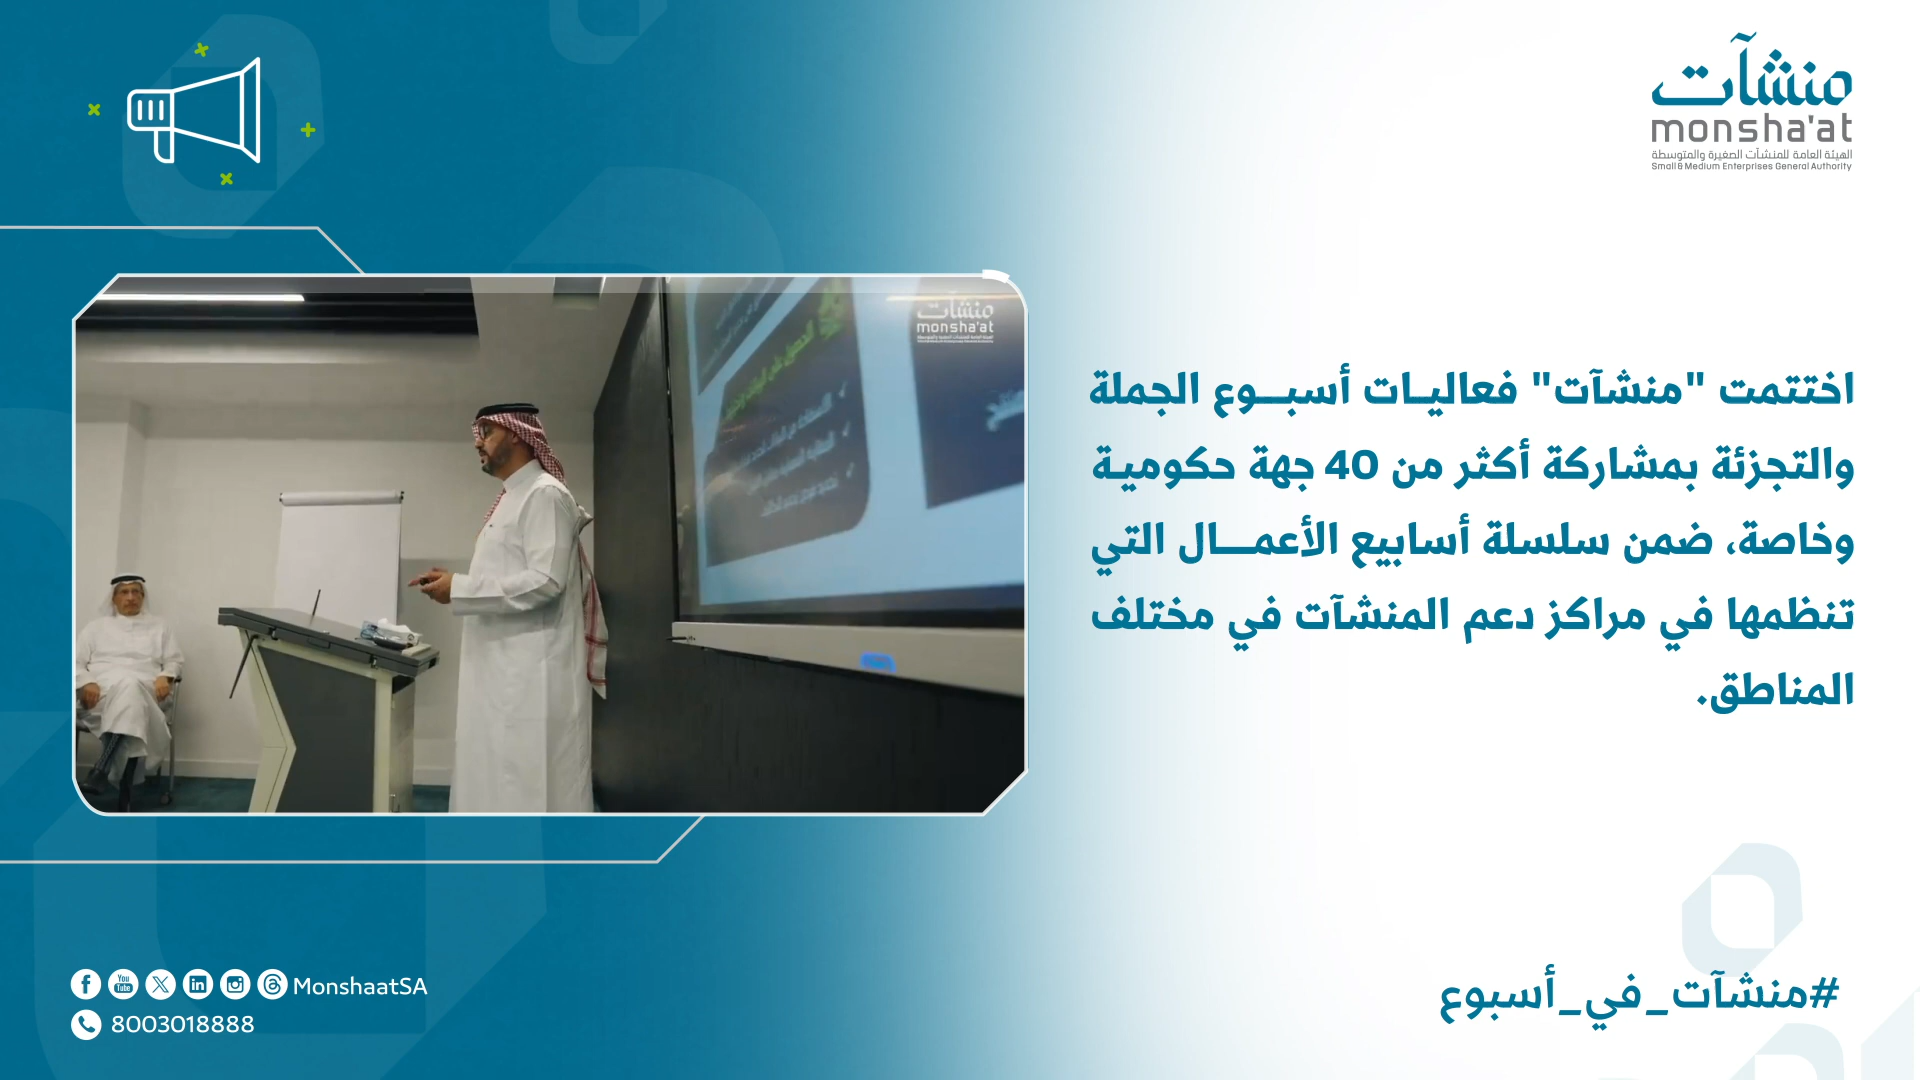 منشآت
monsha'at
الهيئة العامة للمنشآت الصغيرة والمتوسطة
Small & Medium Enterprises General Authority
منشآت
monsha'at
اختتمت "منشآت" فعاليات أسبوع الجملة
والتجزئة بمشاركة أكثر من 40 جهة حكومية
وخاصة، ضمن سلسلة أسابيع الأعمال التي
تنظمها في مراكز دعم المنشآت في مختلف
المناطق.
#منشآت_في_أسبوع
MonshaatSA
8003018888